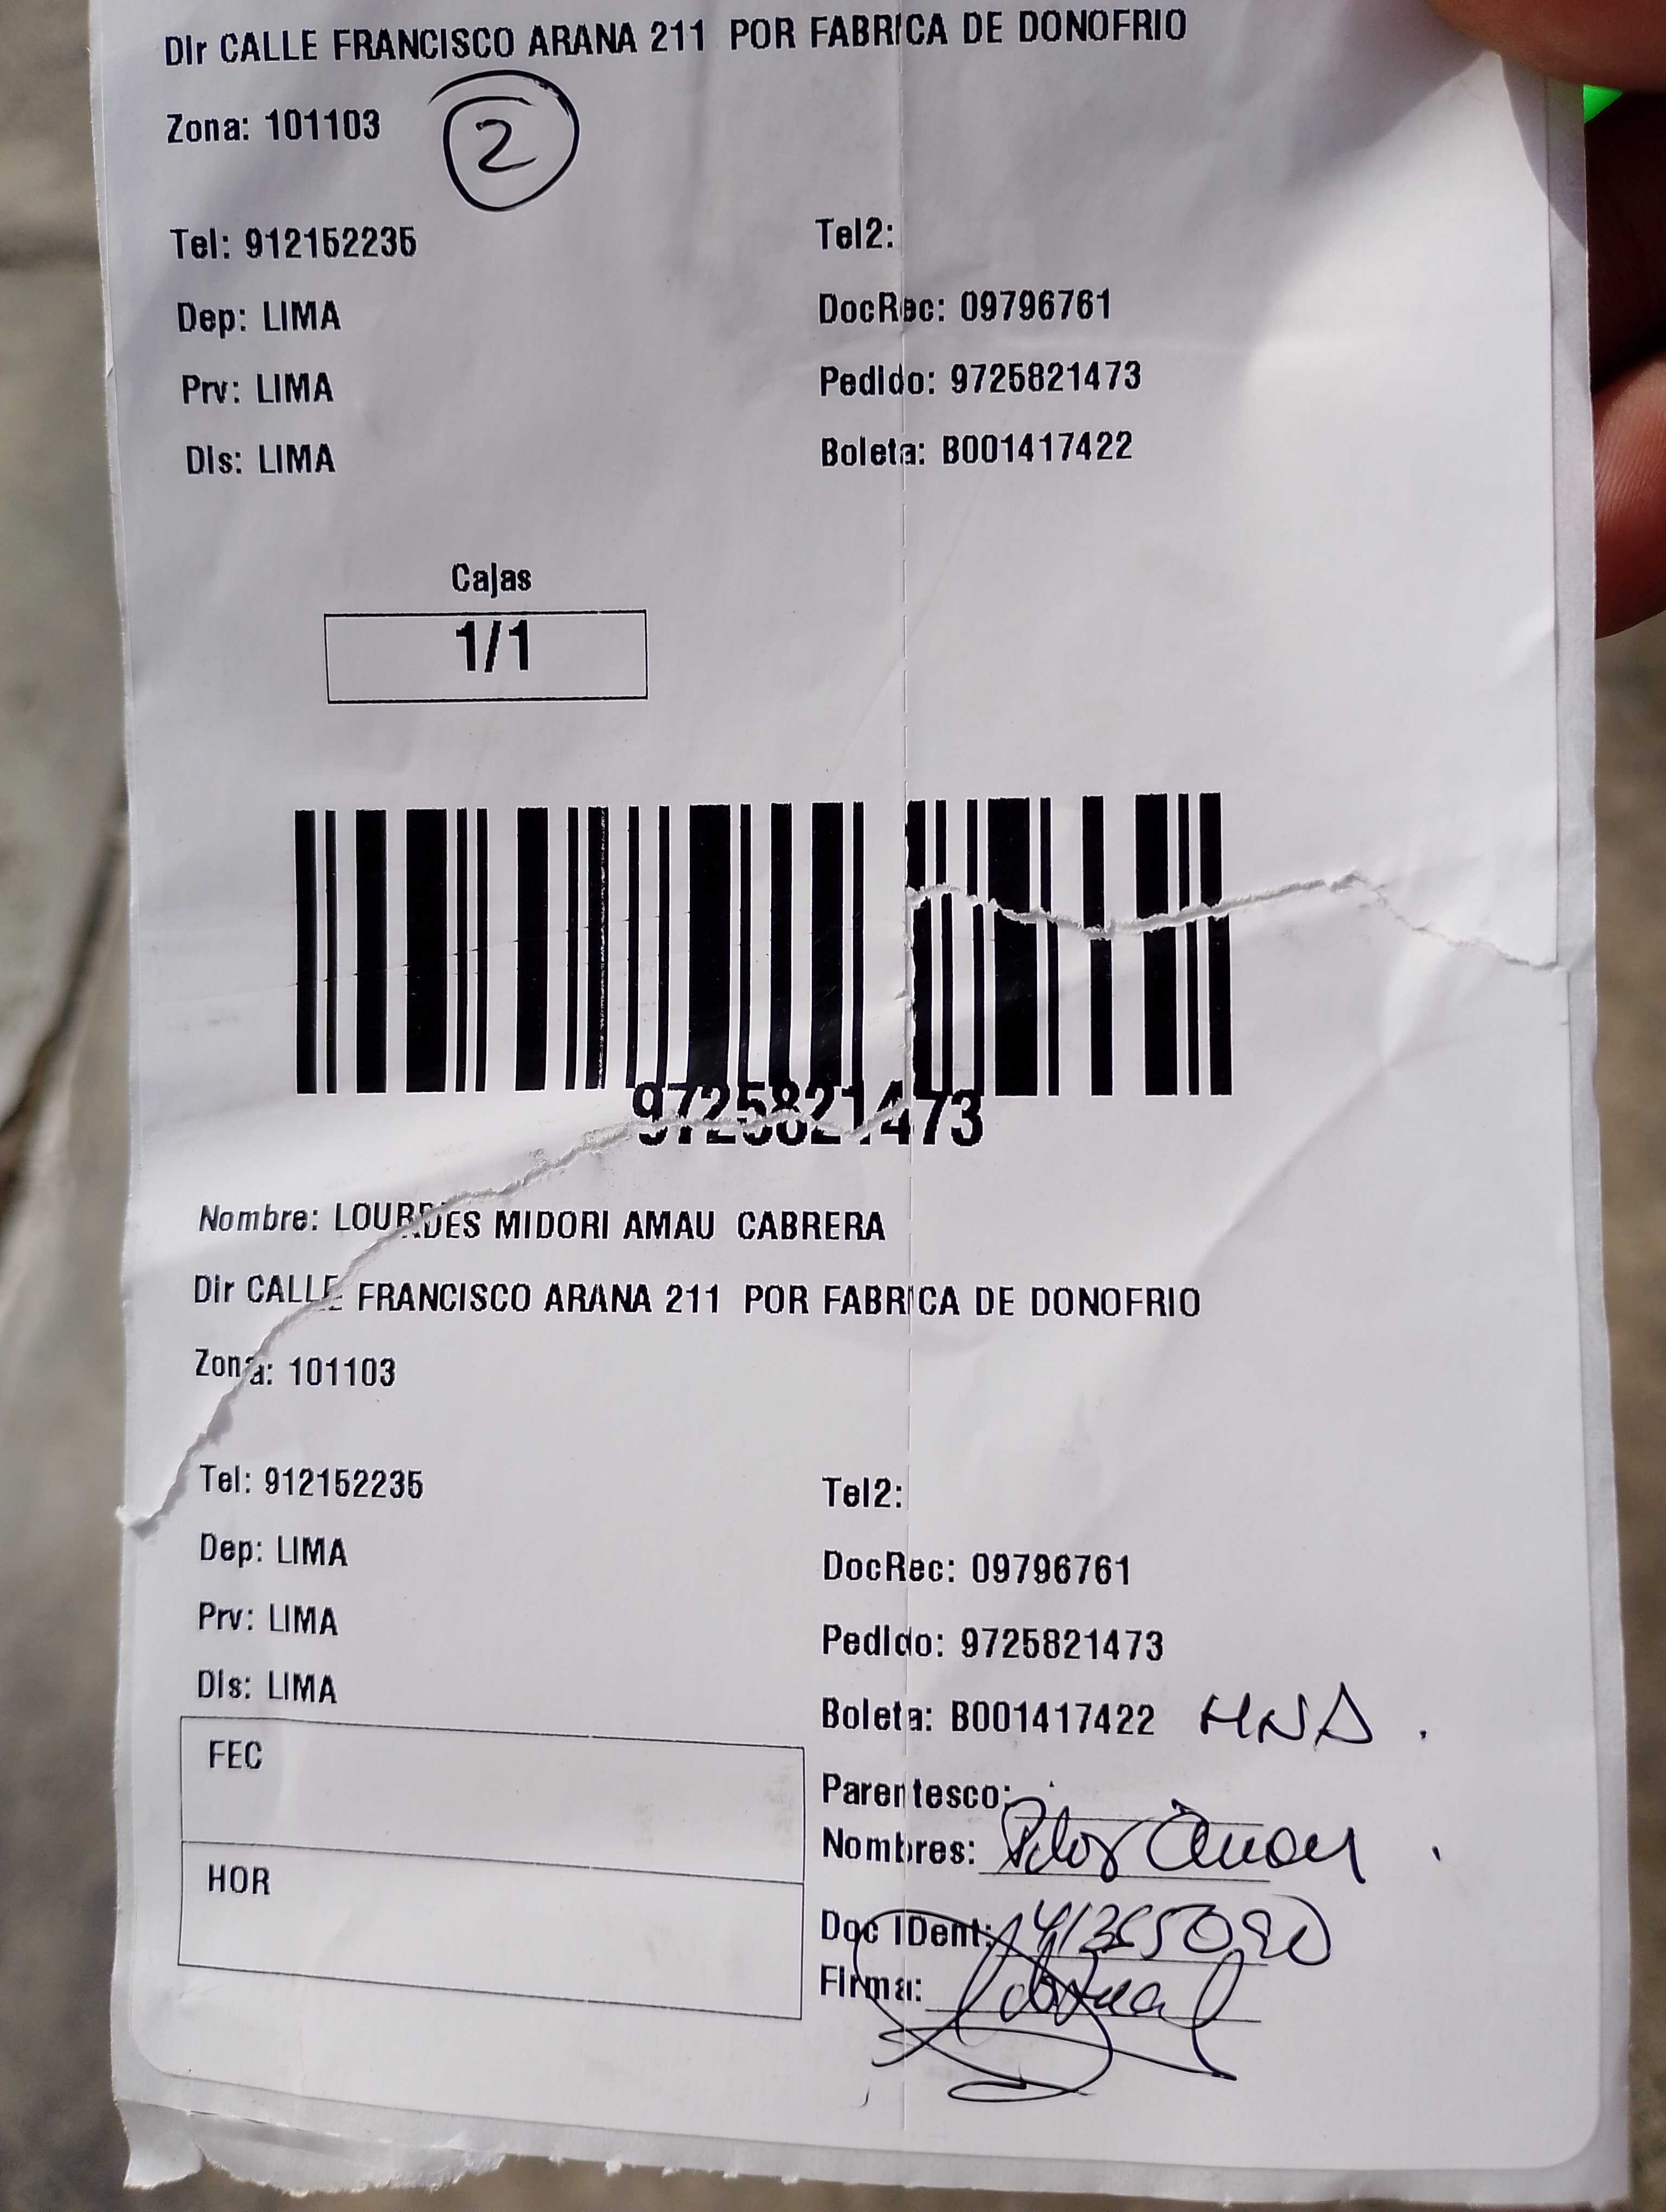 Dir CALLE FRANCISCO ARANA 211 POR FABRICA DE DONOFRIO
Zona: 101103
2
Tel: 912152235 Tel2:
Dep: LIMA DocRec: 09796761
Prv: LIMA Pedido: 9725821473
Dis: LIMA Boleta: B001417422
Cajas
1/1
9725821473
Nombre: LOURDES MIDORI AMAU CABRERA
Dir CALLE FRANCISCO ARANA 211 POR FABRICA DE DONOFRIO
Zona: 101103
Tel: 912152235 Tel2:
Dep: LIMA DocRec: 09796761
Prv: LIMA Pedido: 9725821473
Dis: LIMA Boleta: B001417422 HNA.
FEC
Parentesco:
Nombres:
HOR
Doc IDent:
Firma: